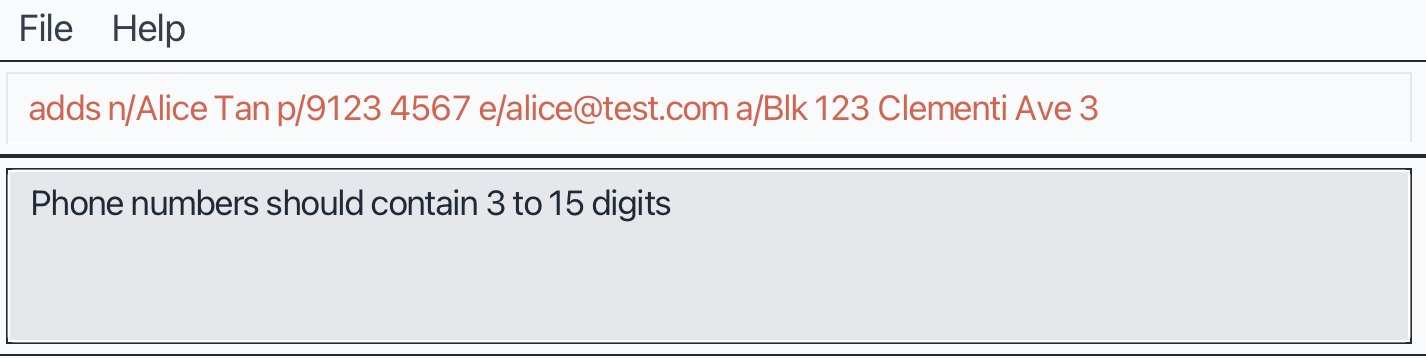 File Help
adds n/Alice Tan p/9123 4567 e/alice@test.com a/Blk 123 Clementi Ave 3
Phone numbers should contain 3 to 15 digits